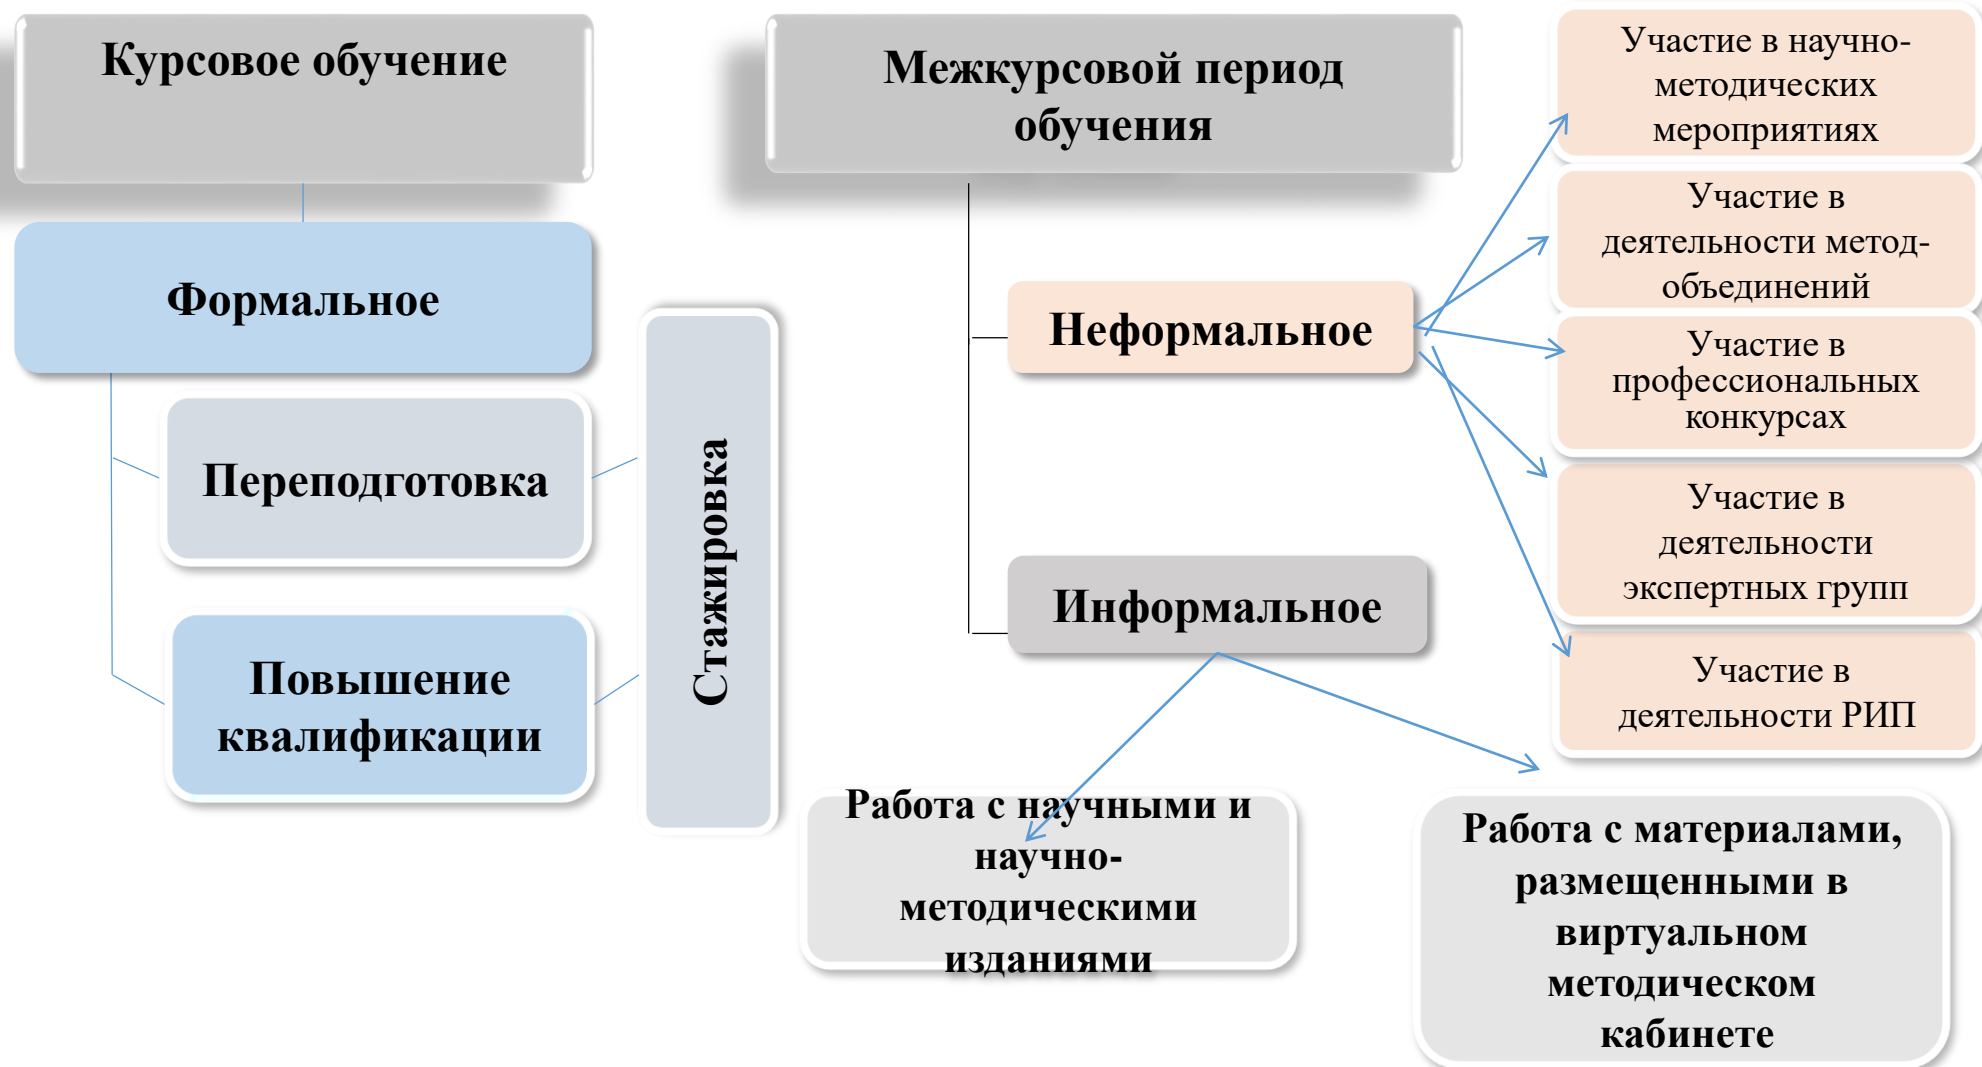 Курсовое обучение
Формальное
Переподготовка
Повышение
квалификации
Стажировка
Межкурсовой период
обучения
Неформальное
Информальное
Участие в научно-
методических
мероприятиях
Участие в
деятельности метод-
объединений
Участие в
профессиональных
конкурсах
Участие в
деятельности
экспертных групп
Участие в
деятельности РИП
Работа с научными и
научно-
методическими
изданиями
Работа с материалами,
размещенными в
виртуальном
методическом
кабинете